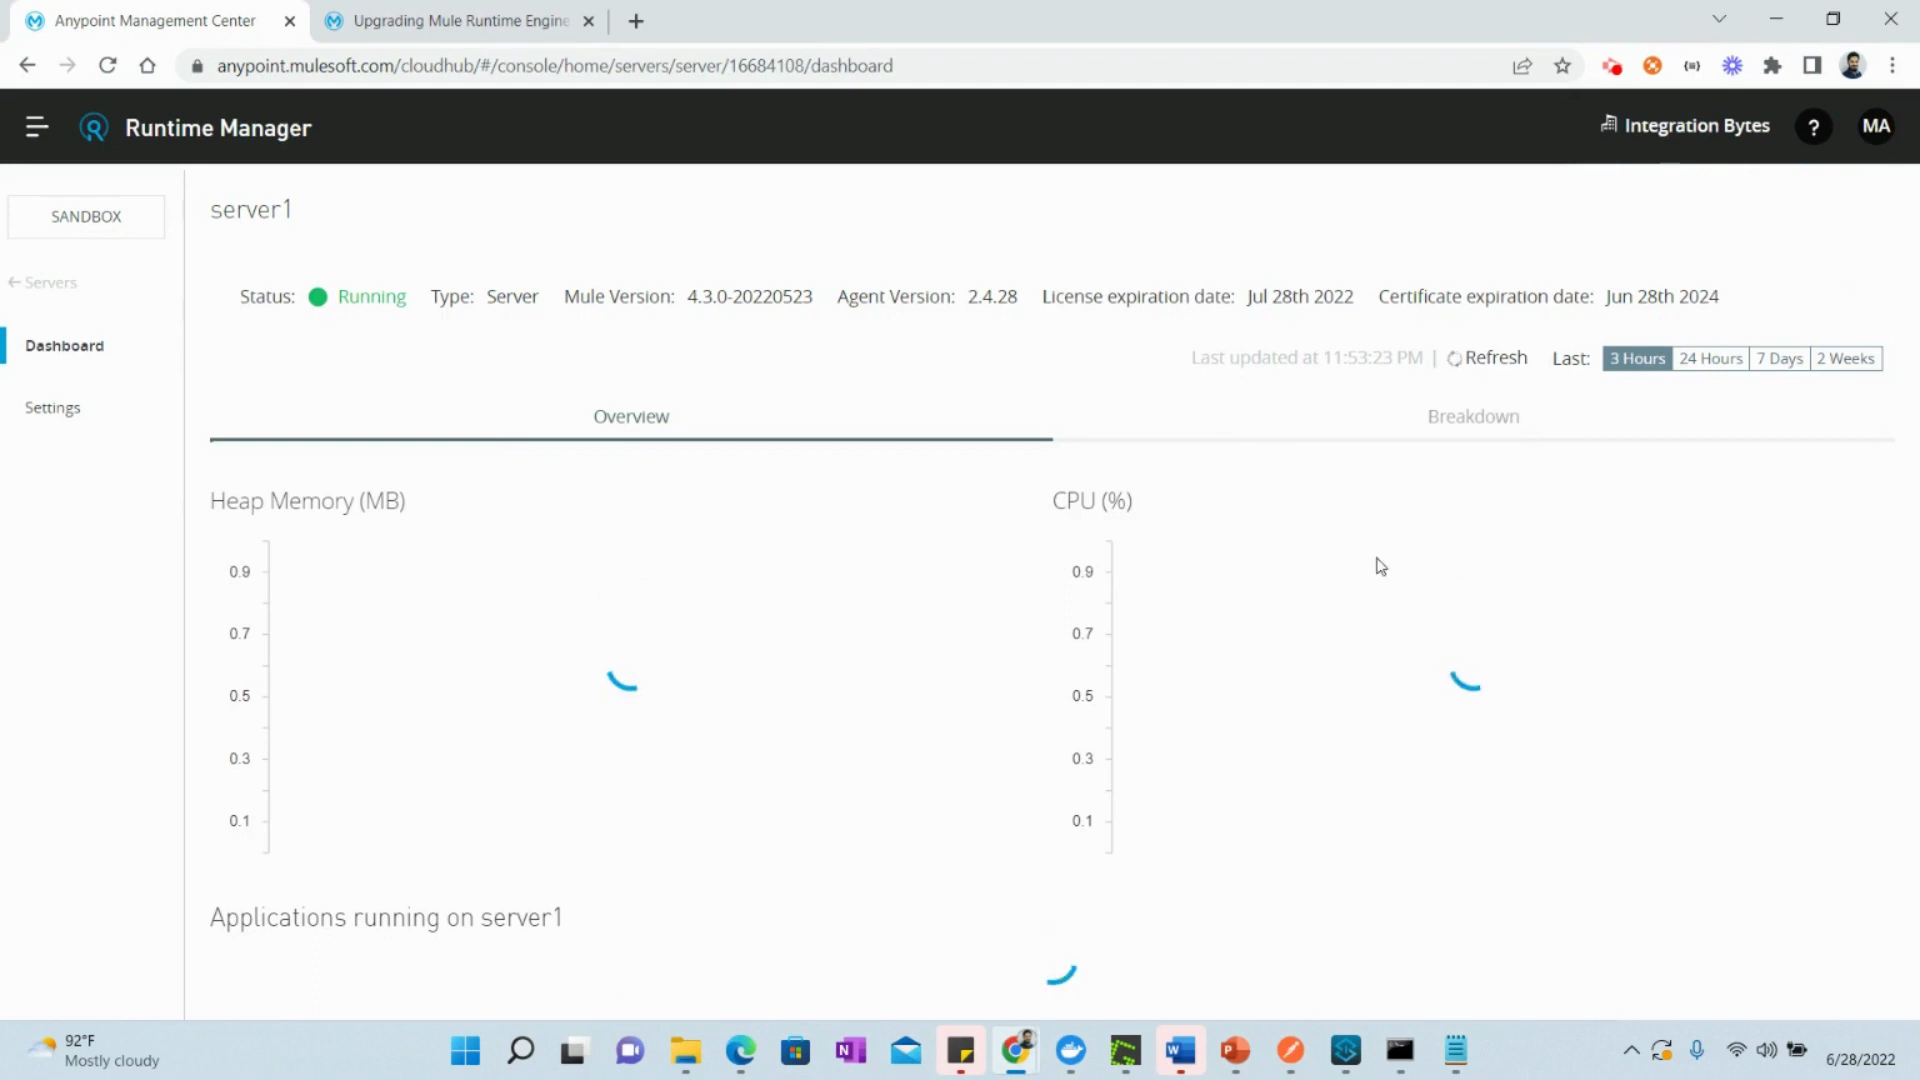 Anypoint Management Center
Upgrading Mule Runtime Engine
anypoint.mulesoft.com/cloudhub/#/console/home/servers/server/16684108/dashboard
Runtime Manager
Integration Bytes
?
MA
SANDBOX
server1
Servers
Status: Running Type: Server Mule Version: 4.3.0-20220523 Agent Version: 2.4.28 License expiration date: Jul 28th 2022 Certificate expiration date: Jun 28th 2024
Dashboard
Last updated at 11:53:23 PM | Refresh Last: 3 Hours 24 Hours 7 Days 2 Weeks
Settings
Overview
Breakdown
Heap Memory (MB)
CPU (%)
0.9
0.7
0.5
0.3
0.1
0.9
0.7
0.5
0.3
0.1
Applications running on server1
92°F
Mostly cloudy
6/28/2022